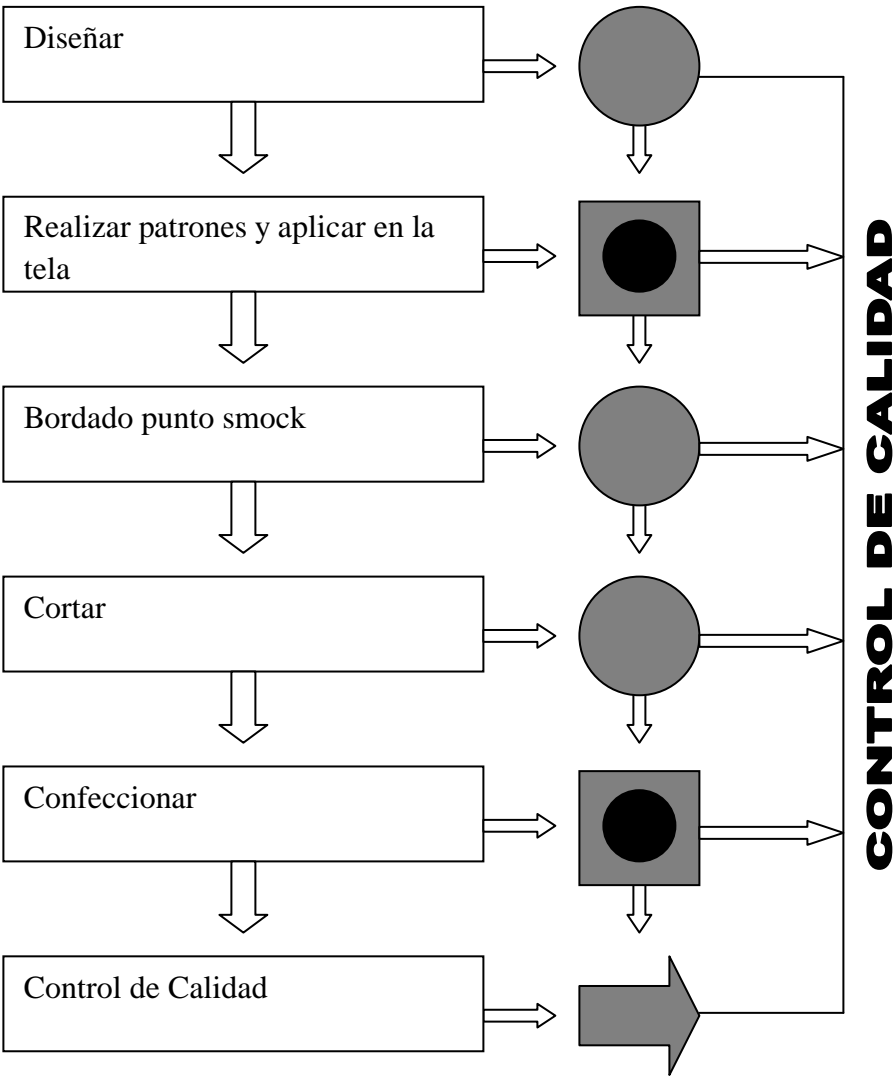 Diseñar
Realizar patrones y aplicar en la
tela
Bordado punto smock
Cortar
Confeccionar
Control de Calidad
CONTROL DE CALIDAD